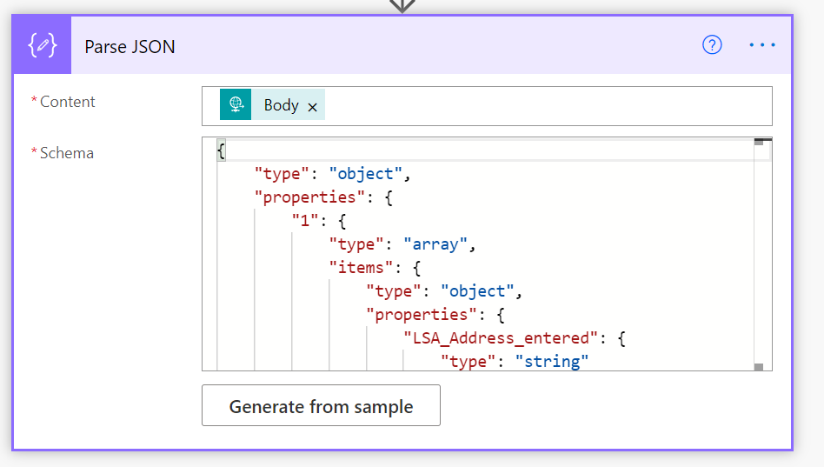 Parse JSON
* Content
Body ×
* Schema
{
"type": "object",
"properties": {
"1": {
"type": "array",
"items": {
"type": "object",
"properties": {
"LSA_Address_entered": {
"type": "string"
Generate from sample